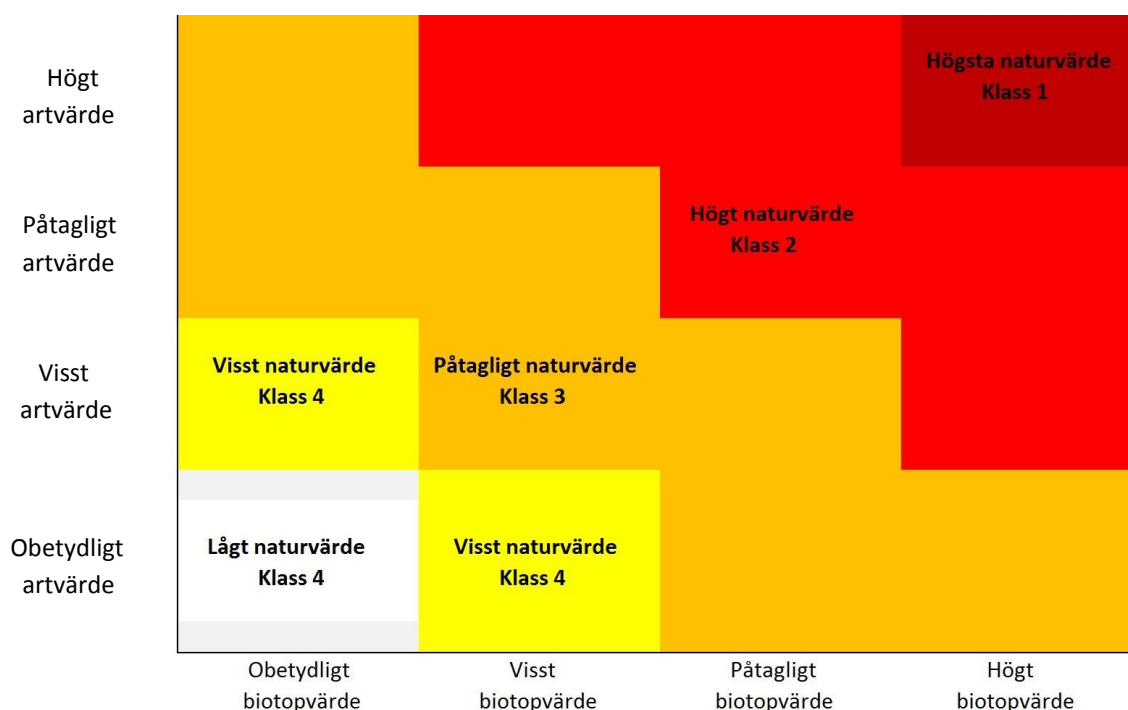 Högt
artvärde
Högsta naturvärde
Klass 1
Påtagligt
artvärde
Högt naturvärde
Klass 2
Visst
artvärde
Visst naturvärde
Klass 4
Påtagligt naturvärde
Klass 3
Obetydligt
artvärde
Lågt naturvärde
Klass 4
Visst naturvärde
Klass 4
Obetydligt
biotopvärde
Visst
biotopvärde
Påtagligt
biotopvärde
Högt
biotopvärde